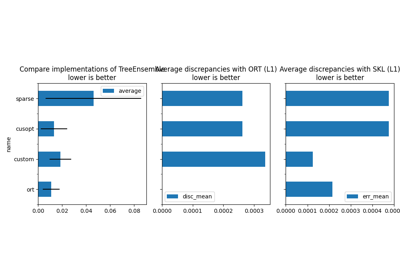 Compare implementations of TreeEnsemble
lower is better
average
name
sparse
cusopt
custom
ort
0.00 0.02 0.04 0.06 0.08
Average discrepancies with ORT (L1)
lower is better
disc_mean
0.0000 0.0001 0.0002 0.0003
Average discrepancies with SKL (L1)
lower is better
err_mean
0.0000 0.0001 0.0002 0.0003 0.0004 0.0005